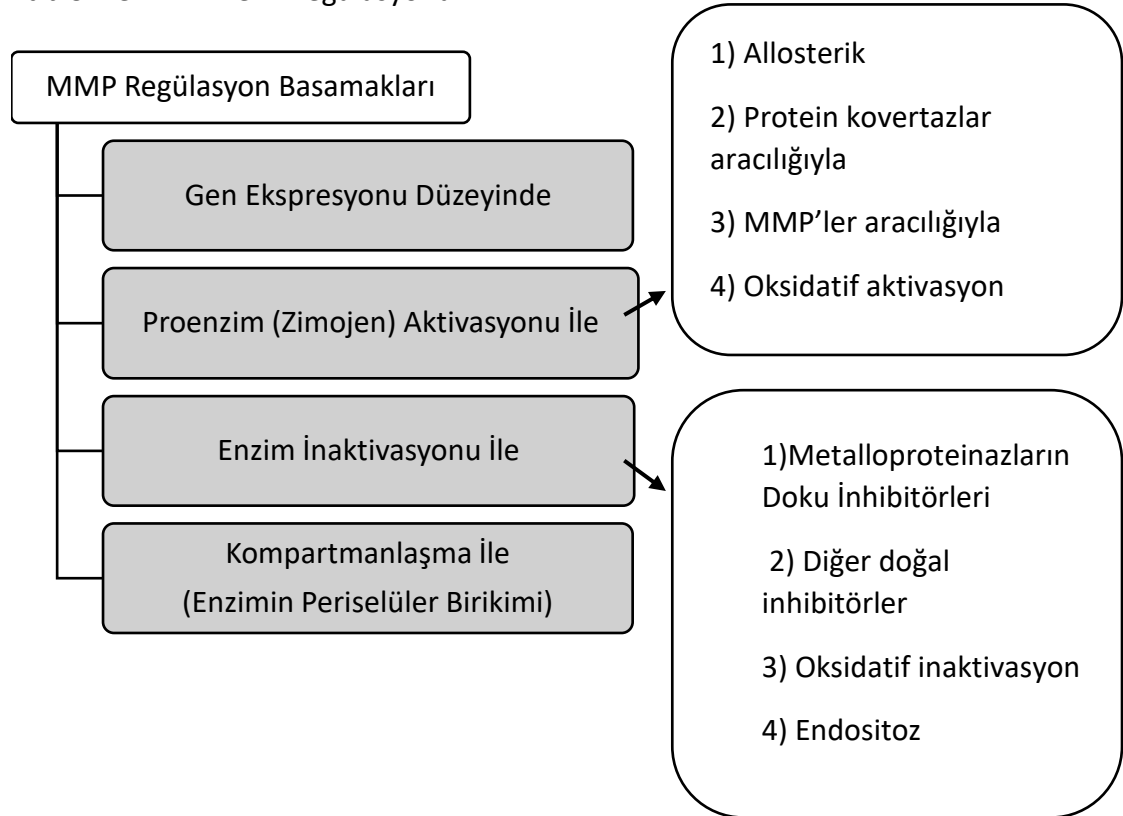 MMP Regülasyon Basamakları
Gen Ekspresyonu Düzeyinde
Proenzim (Zimojen) Aktivasyonu İle
Enzim İnaktivasyonu İle
Kompartmanlaşma İle
(Enzimin Periselüler Birikimi)
1) Allosterik
2) Protein kovertazlar
aracılığıyla
3) MMP’ler aracılığıyla
4) Oksidatif aktivasyon
1)Metalloproteinazların
Doku İnhibitörleri
2) Diğer doğal
inhibitörler
3) Oksidatif inaktivasyon
4) Endositoz